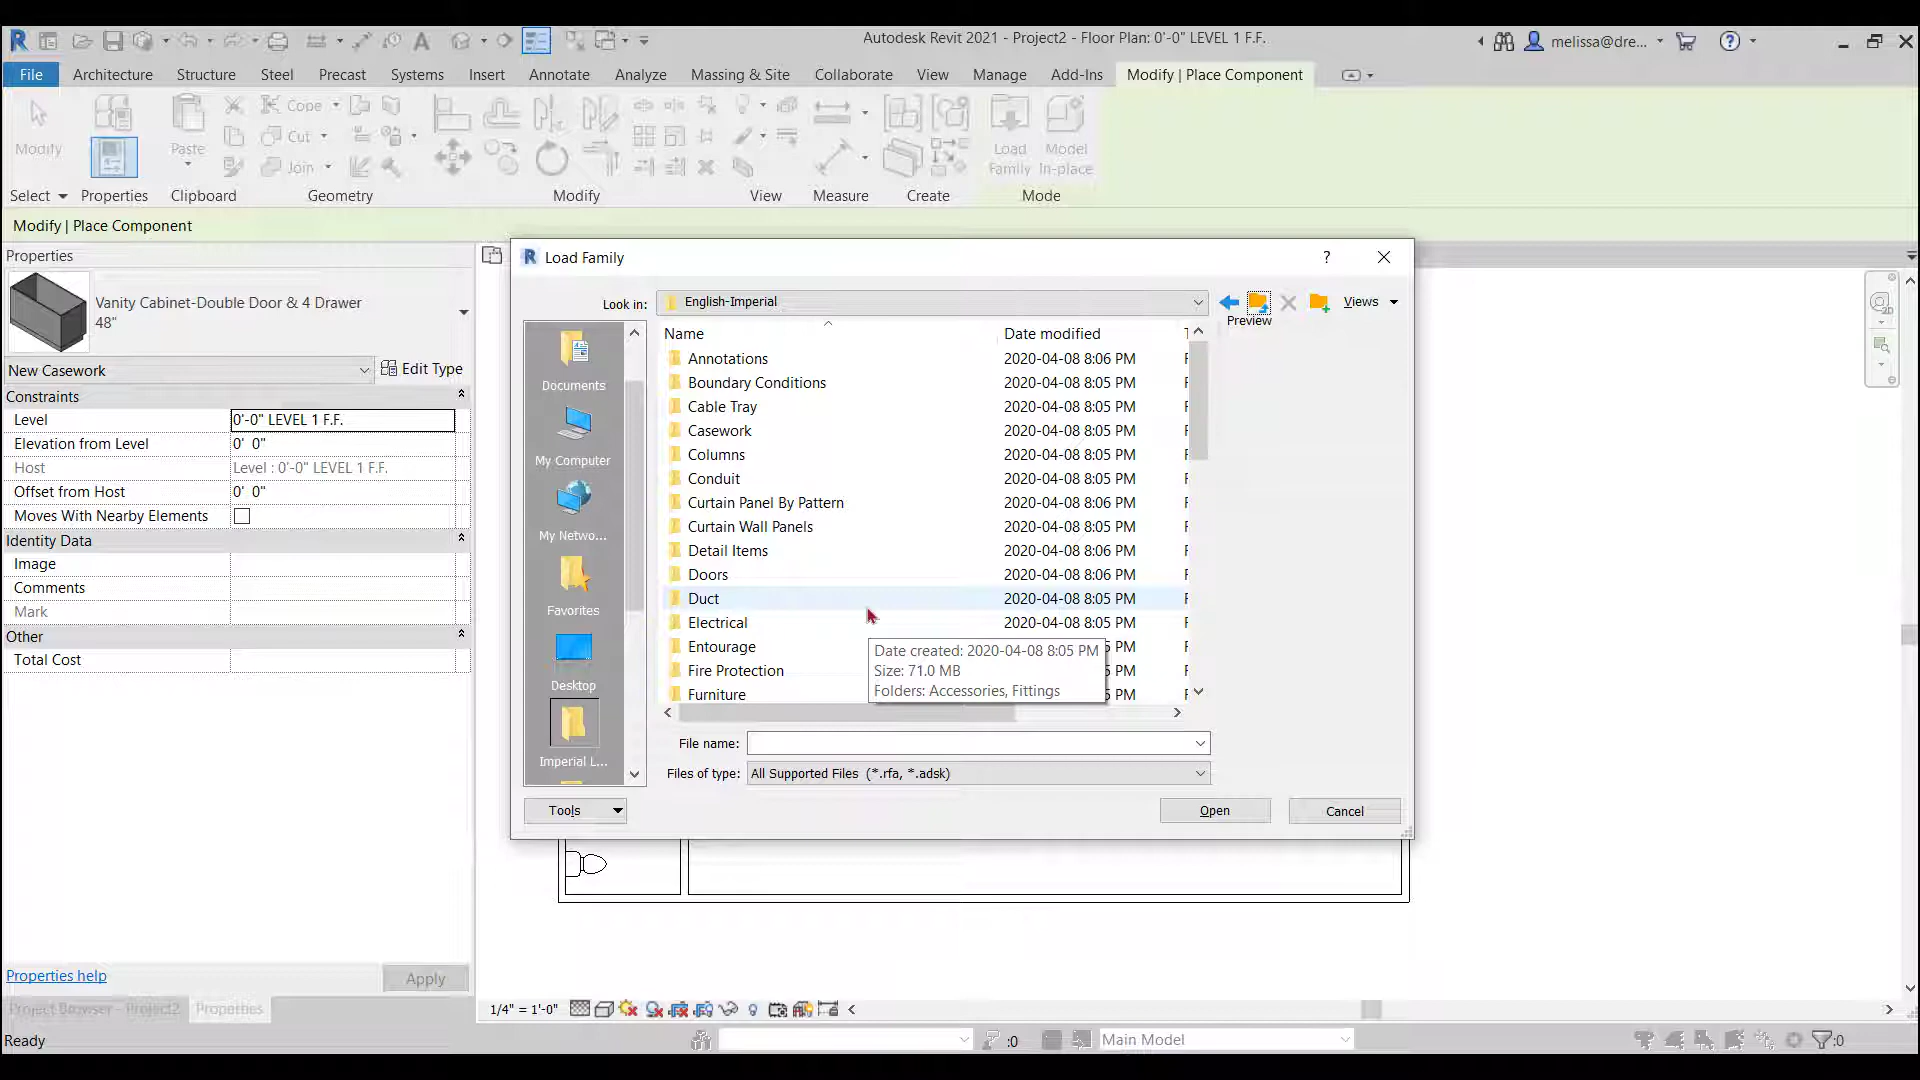 Autodesk Revit 2021 - Project2 - Floor Plan: 0'-0" LEVEL 1 F.F.
melissa@dre...
File Architecture Structure Steel Precast Systems Insert Annotate Analyze Massing & Site Collaborate View Manage Add-Ins Modify | Place Component
Modify
Paste
Cope
Cut
Join
Load Family
Model In-place
Select Properties Clipboard Geometry Modify View Measure Create Mode
Modify | Place Component
Properties
Vanity Cabinet-Double Door & 4 Drawer
48"
New Casework Edit Type
Constraints
Level 0'-0" LEVEL 1 F.F.
Elevation from Level 0' 0"
Host Level : 0'-0" LEVEL 1 F.F.
Offset from Host 0' 0"
Moves With Nearby Elements
Identity Data
Image
Comments
Mark
Other
Total Cost
Properties help Apply
Project Browser - Project2 Properties
Ready
R Load Family ? 
Look in: English-Imperial Views
Preview
Documents
My Computer
My Netwo...
Favorites
Desktop
Imperial L...
Name Date modified T
Annotations 2020-04-08 8:06 PM F
Boundary Conditions 2020-04-08 8:05 PM F
Cable Tray 2020-04-08 8:05 PM F
Casework 2020-04-08 8:05 PM F
Columns 2020-04-08 8:05 PM F
Conduit 2020-04-08 8:05 PM F
Curtain Panel By Pattern 2020-04-08 8:06 PM F
Curtain Wall Panels 2020-04-08 8:05 PM F
Detail Items 2020-04-08 8:06 PM F
Doors 2020-04-08 8:06 PM F
Duct 2020-04-08 8:05 PM F
Electrical 2020-04-08 8:05 PM F
Entourage 5 PM F
Fire Protection 5 PM F
Furniture 5 PM F
Date created: 2020-04-08 8:05 PM
Size: 71.0 MB
Folders: Accessories, Fittings
File name:
Files of type: All Supported Files (*.rfa, *.adsk)
Tools Open Cancel
1/4" = 1'-0"
:0 Main Model :0